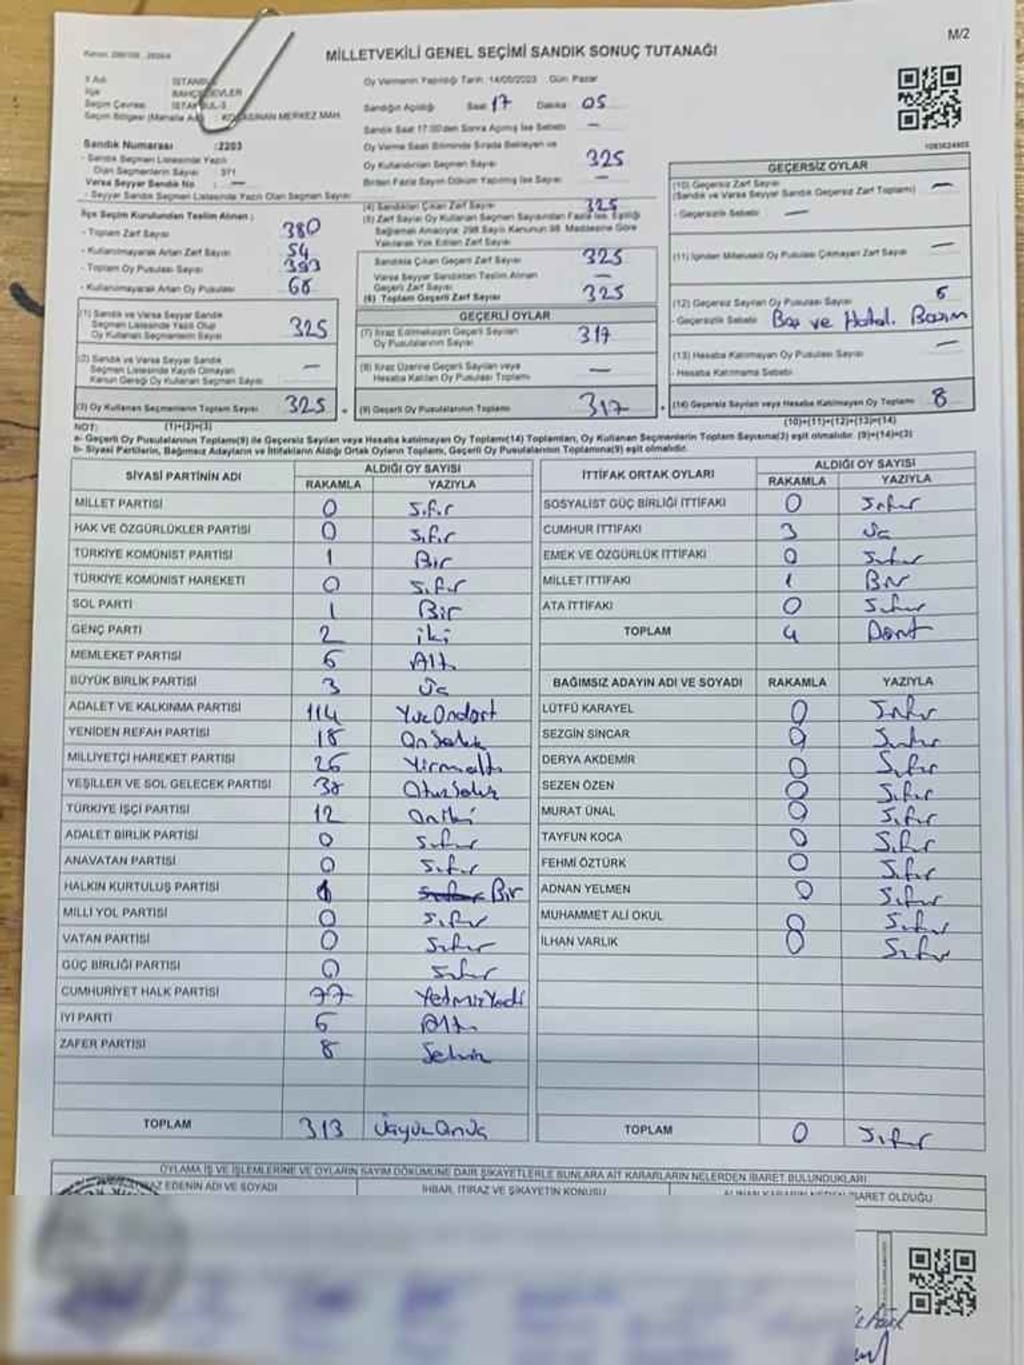 M/2
MİLLETVEKİLİ GENEL SEÇİMİ SANDIK SONUÇ TUTANAĞI
İlçe BAHÇELİEVLER
Seçim Çevresi : İSTANBUL-3
Seçim Bölgesi (Mahalle Adı) : KOCASİNAN MERKEZ MAH.
Sandık Numarası :2203
- Sandık Seçmen Listesinde Yazılı
Olan Seçmenlerin Sayısı : 371
Varsa Seyyar Sandık No : —
- Seyyar Sandık Seçmen Listesinde Yazılı Olan Seçmen Sayısı
Oy Vermenin Yapıldığı Tarih: 14/05/2023 Gün: Pazar
Sandığın Açıldığı Saat 17 Dakika 05
Sandık Saat 17:00'den Sonra Açılmış İse Sebebi —
Oy Verme Saati Bitiminde Sırada Bekleyen ve
Oy Kullandırılan Seçmen Sayısı 325
Birden Fazla Sayım Döküm Yapılmış İse Sayısı —
İlçe Seçim Kurulundan Teslim Alınan :
- Toplam Zarf Sayısı 380
- Kullanılmayarak Artan Zarf Sayısı 54
- Toplam Oy Pusulası Sayısı 393
- Kullanılmayarak Artan Oy Pusulası 68
(1) Sandık ve Varsa Seyyar Sandık
Seçmen Listesinde Yazılı Olup
Oy Kullanan Seçmen Sayısı 325
(2) Sandık ve Varsa Seyyar Sandık
Seçmen Listesinde Kayıtlı Olmayan
Kanun Gereği Oy Kullanan Seçmen Sayısı —
(3) Oy Kullanan Seçmenlerin Toplam Sayısı 325
(1)+(2)=(3)
(4) Sandıktan Çıkan Zarf Sayısı 325
(5) Zarf Sayısı Oy Kullanan Seçmen Sayısından Fazla İse, Eşitliği
Sağlamak Amacıyla; 298 Sayılı Kanunun 98. Maddesine Göre
Yakılarak Yok Edilen Zarf Sayısı
Sandıkta Çıkan Geçerli Zarf Sayısı 325
Varsa Seyyar Sandıktan Teslim Alınan
Geçerli Zarf Sayısı —
(6) Toplam Geçerli Zarf Sayısı 325
GEÇERLİ OYLAR
(7) İtiraz Edilmeksizin Geçerli Sayılan
Oy Pusulalarının Sayısı 317
(8) İtiraz Üzerine Geçerli Sayılan veya
Hesaba Katılan Oy Pusulaları Toplamı —
(9) Geçerli Oy Pusulalarının Toplamı 317
GEÇERSİZ OYLAR
(10) Geçersiz Zarf Sayısı
(Sandık ve Varsa Seyyar Sandık Geçersiz Zarf Toplamı) —
- Geçersizlik Sebebi —
(11) İçinden Milletvekili Oy Pusulası Çıkmayan Zarf Sayısı —
(12) Geçersiz Sayılan Oy Pusulası Sayısı
- Geçersizlik Sebebi Boş ve Hatal. Basım
(13) Hesaba Katılmayan Oy Pusulası Sayısı —
- Hesaba Katılmama Sebebi
(14) Geçersiz Sayılan veya Hesaba Katılmayan Oy Toplamı 8
(10)+(11)+(12)+(13)=(14)
NOT:
a- Geçerli Oy Pusulalarının Toplamı(9) ile Geçersiz Sayılan veya Hesaba katılmayan Oy Toplamı(14) Toplamları, Oy Kullanan Seçmenlerin Toplam Sayısına(3) eşit olmalıdır. (9)+(14)=(3)
b- Siyasi Partilerin, Bağımsız Adayların ve İttifakların Aldığı Ortak Oyların Toplamı, Geçerli Oy Pusulalarının Toplamına(9) eşit olmalıdır.
SİYASİ PARTİNİN ADI ALDIĞI OY SAYISI
RAKAMLA YAZIYLA
MİLLET PARTİSİ 0 Sıfır
HAK VE ÖZGÜRLÜKLER PARTİSİ 0 Sıfır
TÜRKİYE KOMÜNİST PARTİSİ 1 Bir
TÜRKİYE KOMÜNİST HAREKETİ 0 Sıfır
SOL PARTİ 1 Bir
GENÇ PARTİ 2 iki
MEMLEKET PARTİSİ 6 Altı
BÜYÜK BİRLİK PARTİSİ 3 Üç
ADALET VE KALKINMA PARTİSİ 114 YüzOndört
YENİDEN REFAH PARTİSİ 18 OnSekiz
MİLLİYETÇİ HAREKET PARTİSİ 26 Yirmialtı
YEŞİLLER VE SOL GELECEK PARTİSİ 38 OtuzSekiz
TÜRKİYE İŞÇİ PARTİSİ 12 Oniki
ADALET BİRLİK PARTİSİ 0 Sıfır
ANAVATAN PARTİSİ 0 Sıfır
HALKIN KURTULUŞ PARTİSİ 1 Bir
MİLLİ YOL PARTİSİ 0 Sıfır
VATAN PARTİSİ 0 Sıfır
GÜÇ BİRLİĞİ PARTİSİ 0 Sıfır
CUMHURİYET HALK PARTİSİ 77 YetmişYedi
İYİ PARTİ 6 Altı
ZAFER PARTİSİ 8 Sekiz
TOPLAM 313 ÜçyüzOnüç
İTTİFAK ORTAK OYLARI ALDIĞI OY SAYISI
RAKAMLA YAZIYLA
SOSYALİST GÜÇ BİRLİĞİ İTTİFAKI 0 Sıfır
CUMHUR İTTİFAKI 3 Üç
EMEK VE ÖZGÜRLÜK İTTİFAKI 0 Sıfır
MİLLET İTTİFAKI 1 Bir
ATA İTTİFAKI 0 Sıfır
TOPLAM 4 Dört
BAĞIMSIZ ADAYIN ADI VE SOYADI RAKAMLA YAZIYLA
LÜTFÜ KARAYEL 0 Sıfır
SEZGİN SİNCAR 0 Sıfır
DERYA AKDEMİR 0 Sıfır
SEZEN ÖZEN 0 Sıfır
MURAT ÜNAL 0 Sıfır
TAYFUN KOCA 0 Sıfır
FEHMİ ÖZTÜRK 0 Sıfır
ADNAN YELMEN 0 Sıfır
MUHAMMET ALİ OKUL 0 Sıfır
İLHAN VARLIK 0 Sıfır
TOPLAM 0 Sıfır
OYLAMA İŞ VE İŞLEMLERİNE VE OYLARIN SAYIM DÖKÜMÜNE DAİR ŞİKAYETLERLE BUNLARA AİT KARARLARIN NELERDEN İBARET BULUNDUKLARI
EDENİN ADI VE SOYADI İHBAR, İTİRAZ VE ŞİKAYETİN KONUSU İBARET OLDUĞU